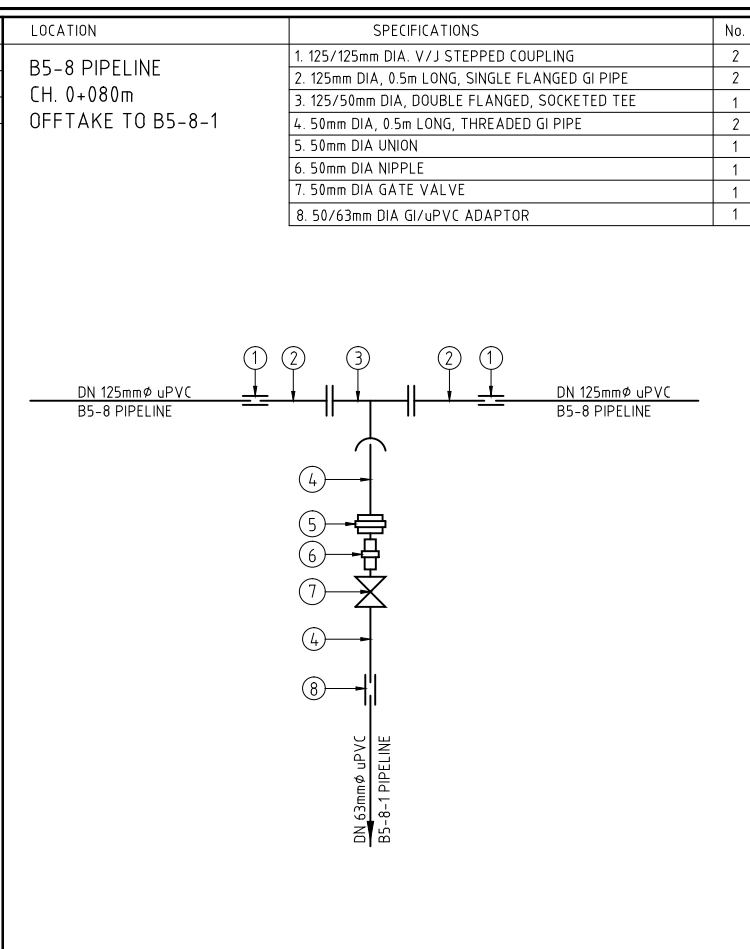 LOCATION
SPECIFICATIONS
No.
B5-8 PIPELINE
CH. 0+080m
OFFTAKE TO B5-8-1
1. 125/125mm DIA. V/J STEPPED COUPLING
2
2. 125mm DIA, 0.5m LONG, SINGLE FLANGED GI PIPE
2
3. 125/50mm DIA, DOUBLE FLANGED, SOCKETED TEE
1
4. 50mm DIA, 0.5m LONG, THREADED GI PIPE
2
5. 50mm DIA UNION
1
6. 50mm DIA NIPPLE
1
7. 50mm DIA GATE VALVE
1
8. 50/63mm DIA GI/uPVC ADAPTOR
1
1
2
3
2
1
DN 125mmø uPVC
B5-8 PIPELINE
DN 125mmø uPVC
B5-8 PIPELINE
4
5
6
7
4
8
DN 63mmø uPVC
B5-8-1 PIPELINE